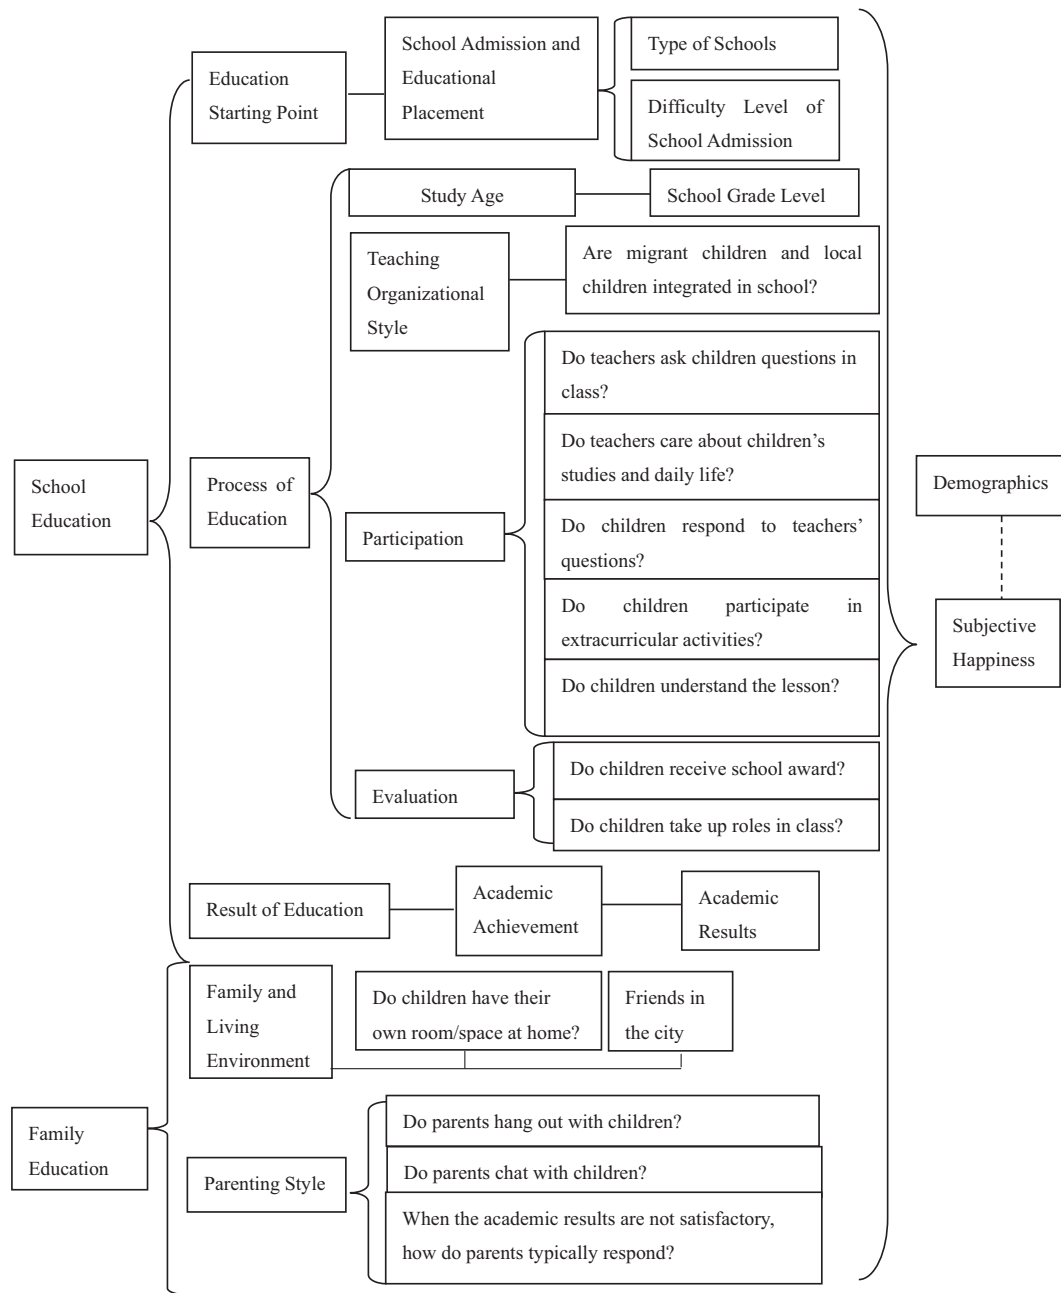 School
Education
Education
Starting Point
School Admission and
Educational
Placement
Type of Schools
Difficulty Level of
School Admission
Process of
Education
Study Age
School Grade Level
Teaching
Organizational
Style
Are migrant children and local
children integrated in school?
Participation
Do teachers ask children questions in
class?
Do teachers care about children’s
studies and daily life?
Do children respond to teachers’
questions?
Do children participate in
extracurricular activities?
Do children understand the lesson?
Evaluation
Do children receive school award?
Do children take up roles in class?
Result of Education
Academic
Achievement
Academic
Results
Family
Education
Family and
Living
Environment
Do children have their
own room/space at home?
Friends in
the city
Parenting Style
Do parents hang out with children?
Do parents chat with children?
When the academic results are not satisfactory,
how do parents typically respond?
Demographics
Subjective
Happiness